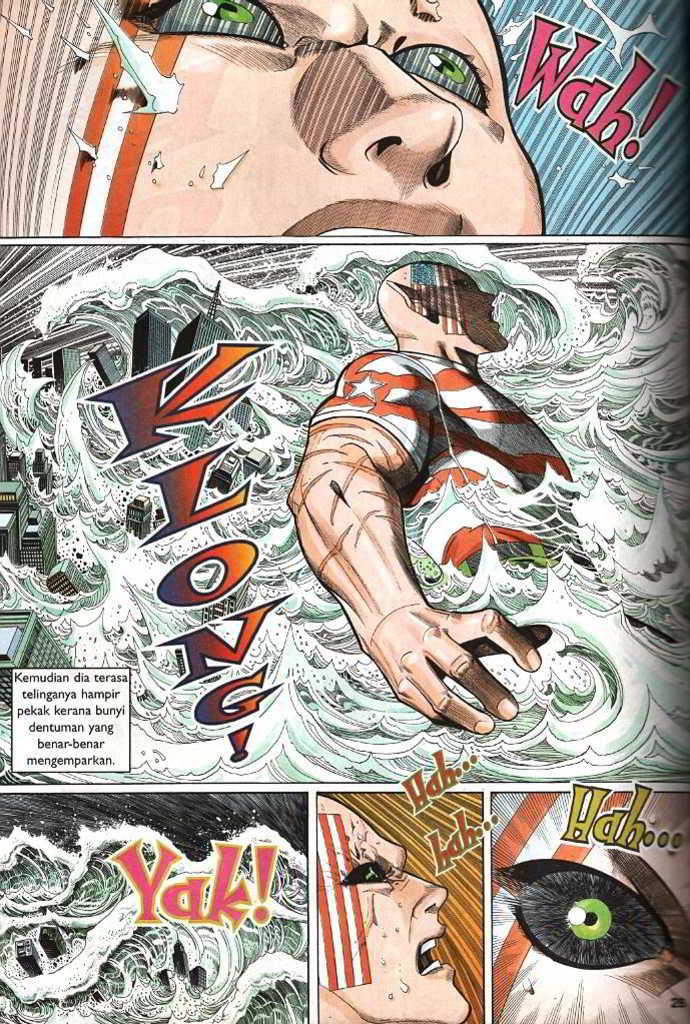 Wah!
KLONG!
Kemudian dia terasa
telinganya hampir
pekak kerana bunyi
dentuman yang
benar-benar
mengemparkan.
Yak!
Hah...
hah...
Hah...